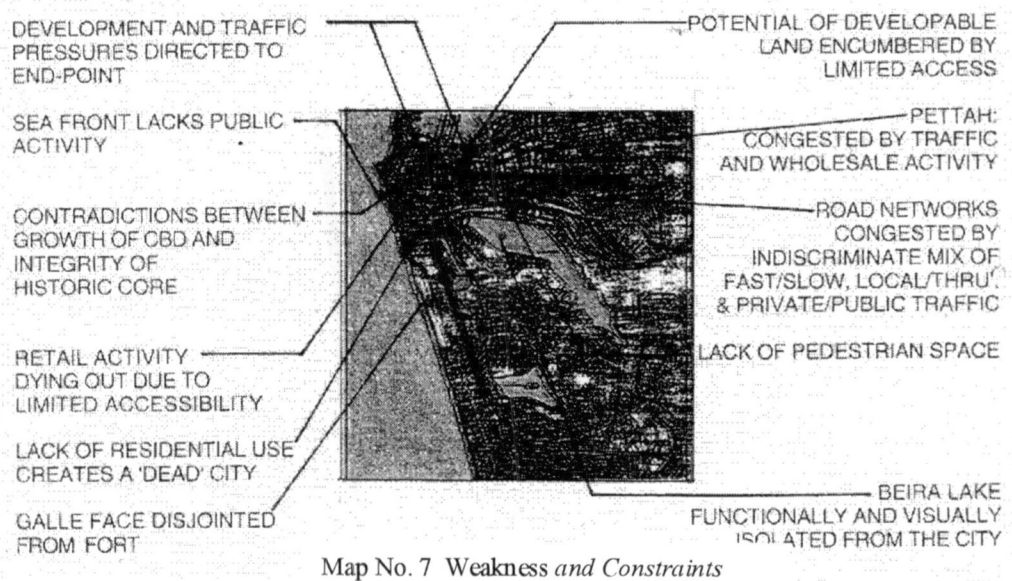 DEVELOPMENT AND TRAFFIC
PRESSURES DIRECTED TO
END-POINT
SEA FRONT LACKS PUBLIC
ACTIVITY
CONTRADICTIONS BETWEEN
GROWTH OF CBD AND
INTEGRITY OF
HISTORIC CORE
RETAIL ACTIVITY
DYING OUT DUE TO
LIMITED ACCESSIBILITY
LACK OF RESIDENTIAL USE
CREATES A 'DEAD' CITY
GALLE FACE DISJOINTED
FROM FORT
POTENTIAL OF DEVELOPABLE
LAND ENCUMBERED BY
LIMITED ACCESS
PETTAH:
CONGESTED BY TRAFFIC
AND WHOLESALE ACTIVITY
ROAD NETWORKS
CONGESTED BY
INDISCRIMINATE MIX OF
FAST/SLOW, LOCAL/THRU',
& PRIVATE/PUBLIC TRAFFIC
LACK OF PEDESTRIAN SPACE
BEIRA LAKE
FUNCTIONALLY AND VISUALLY
ISOLATED FROM THE CITY
Map No. 7 Weakness and Constraints